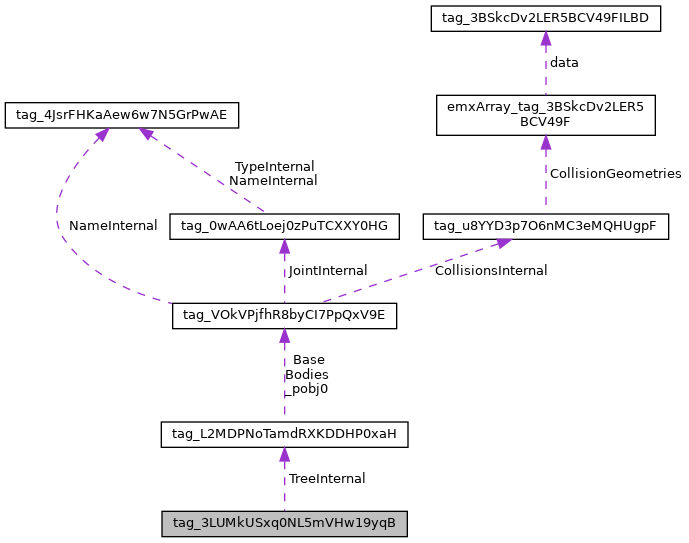 tag_3BSkcDv2LER5BCV49FILBD
data
emxArray_tag_3BSkcDv2LER5
BCV49F
tag_4JsrFHKaAew6w7N5GrPwAE
TypeInternal
NameInternal
CollisionGeometries
NameInternal
tag_0wAA6tLoej0zPuTCXXY0HG
tag_u8YYD3p7O6nMC3eMQHUgpF
JointInternal
CollisionsInternal
tag_VOkVPjfhR8byCI7PpQxV9E
Base
Bodies
_pobj0
tag_L2MDPNoTamdRXKDDHP0xaH
TreeInternal
tag_3LUMkUSxq0NL5mVHw19yqB